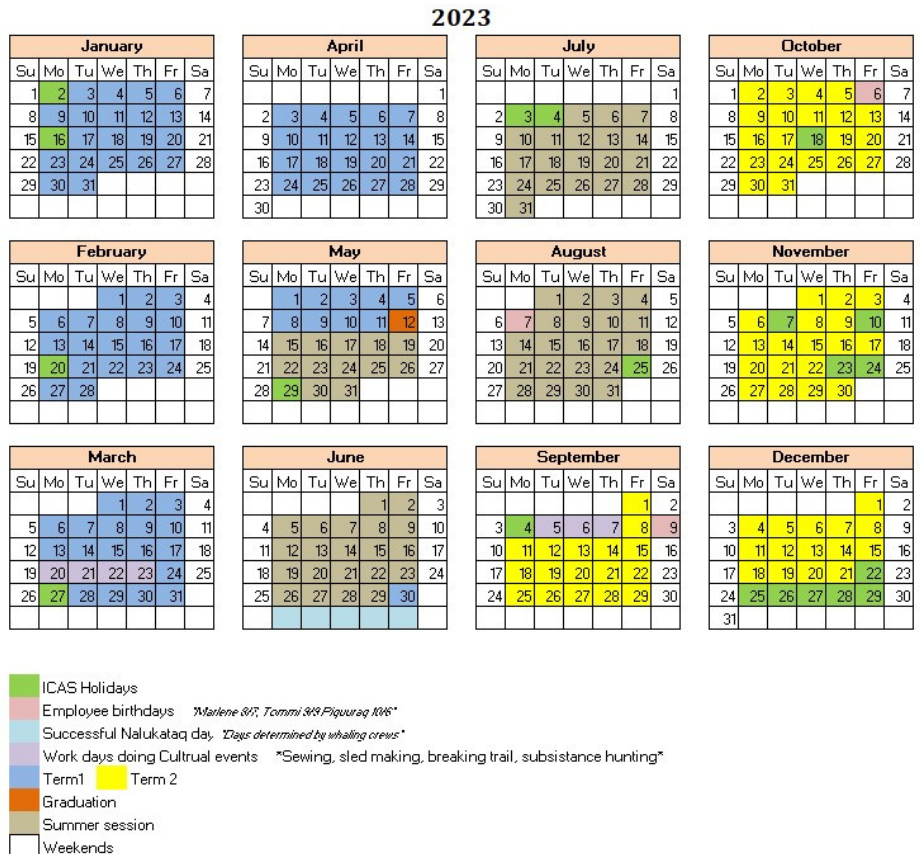 2023
January
Su Mo Tu We Th Fr Sa
1 2 3 4 5 6 7
8 9 10 11 12 13 14
15 16 17 18 19 20 21
22 23 24 25 26 27 28
29 30 31
April
Su Mo Tu We Th Fr Sa
1
2 3 4 5 6 7 8
9 10 11 12 13 14 15
16 17 18 19 20 21 22
23 24 25 26 27 28 29
30
July
Su Mo Tu We Th Fr Sa
1
2 3 4 5 6 7 8
9 10 11 12 13 14 15
16 17 18 19 20 21 22
23 24 25 26 27 28 29
30 31
October
Su Mo Tu We Th Fr Sa
1 2 3 4 5 6 7
8 9 10 11 12 13 14
15 16 17 18 19 20 21
22 23 24 25 26 27 28
29 30 31
February
Su Mo Tu We Th Fr Sa
1 2 3 4
5 6 7 8 9 10 11
12 13 14 15 16 17 18
19 20 21 22 23 24 25
26 27 28
May
Su Mo Tu We Th Fr Sa
1 2 3 4 5 6
7 8 9 10 11 12 13
14 15 16 17 18 19 20
21 22 23 24 25 26 27
28 29 30 31
August
Su Mo Tu We Th Fr Sa
1 2 3 4 5
6 7 8 9 10 11 12
13 14 15 16 17 18 19
20 21 22 23 24 25 26
27 28 29 30 31
November
Su Mo Tu We Th Fr Sa
1 2 3 4
5 6 7 8 9 10 11
12 13 14 15 16 17 18
19 20 21 22 23 24 25
26 27 28 29 30
March
Su Mo Tu We Th Fr Sa
1 2 3 4
5 6 7 8 9 10 11
12 13 14 15 16 17 18
19 20 21 22 23 24 25
26 27 28 29 30 31
June
Su Mo Tu We Th Fr Sa
1 2 3
4 5 6 7 8 9 10
11 12 13 14 15 16 17
18 19 20 21 22 23 24
25 26 27 28 29 30
September
Su Mo Tu We Th Fr Sa
1 2
3 4 5 6 7 8 9
10 11 12 13 14 15 16
17 18 19 20 21 22 23
24 25 26 27 28 29 30
December
Su Mo Tu We Th Fr Sa
1 2
3 4 5 6 7 8 9
10 11 12 13 14 15 16
17 18 19 20 21 22 23
24 25 26 27 28 29 30
31
ICAS Holidays
Employee birthdays "Marlene 8/7, Tommi 9/9 Piquuraq 10/6"
Successful Nalukataq day "Days determined by whaling crews"
Work days doing Cultrual events *Sewing, sled making, breaking trail, subsistance hunting*
Term1 Term 2
Graduation
Summer session
Weekends